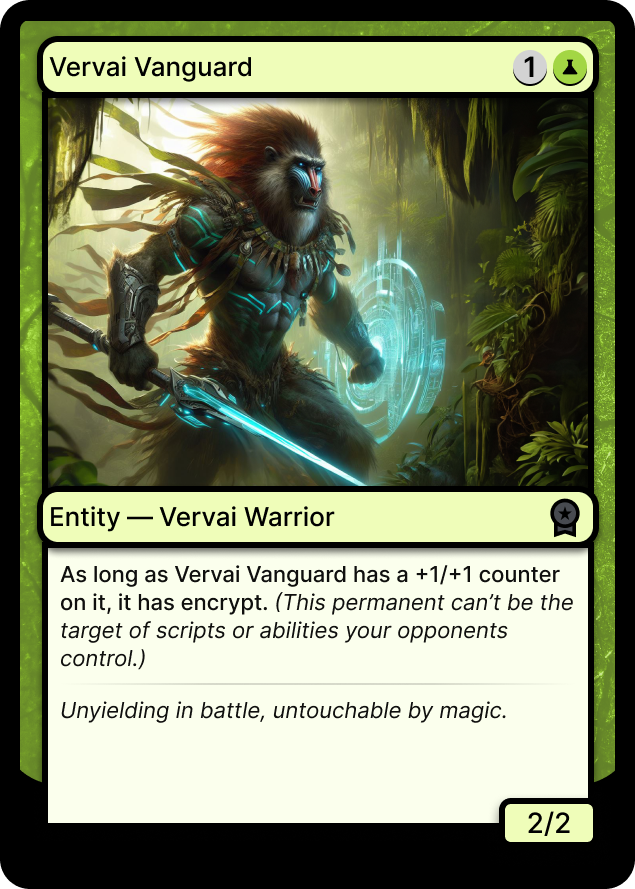 Vervai Vanguard 1
Entity — Vervai Warrior
As long as Vervai Vanguard has a +1/+1 counter
on it, it has encrypt. (This permanent can’t be the
target of scripts or abilities your opponents
control.)
Unyielding in battle, untouchable by magic.
2/2